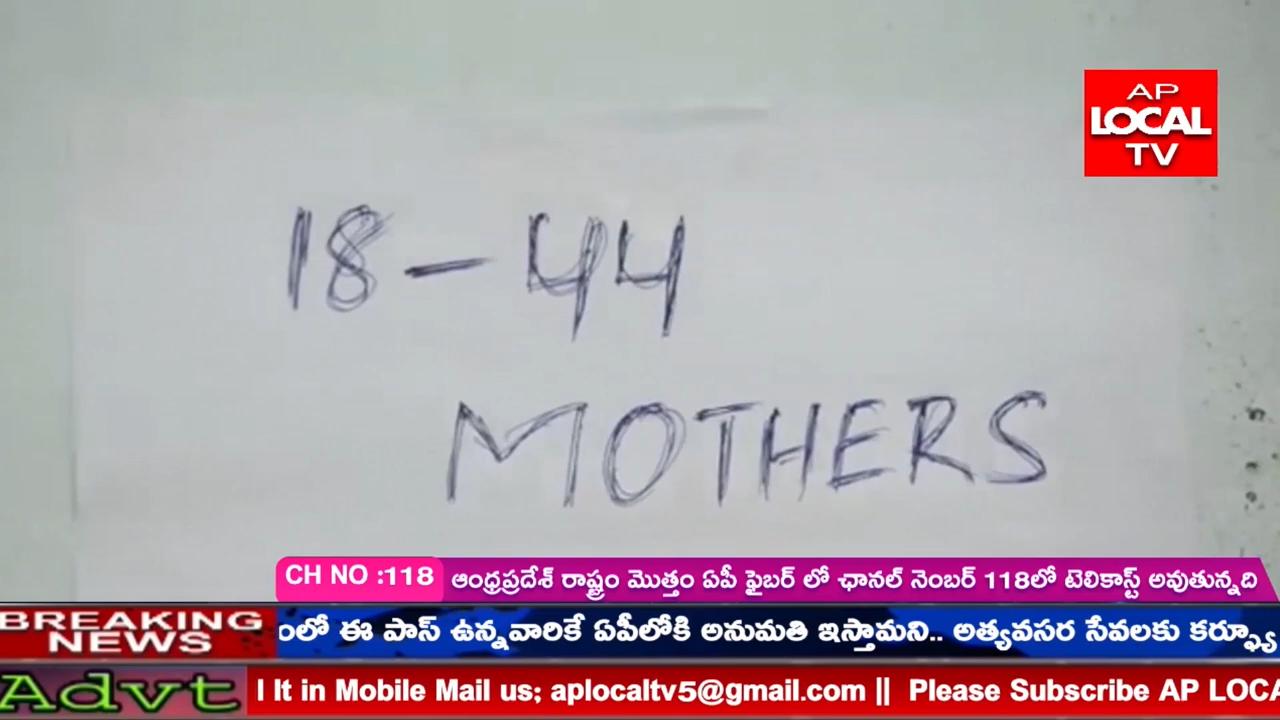 AP
LOCAL
TV
18-44
MOTHERS
CH NO :118 ఆంధ్రప్రదేశ్ రాష్ట్రం మొత్తం ఏపీ ఫైబర్ లో ఛానల్ నెంబర్ 118లో టెలికాస్ట్ అవుతున్నది
BREAKING
NEWS
ంలో ఈ పాస్ ఉన్నవారికే ఏపీలోకి అనుమతి ఇస్తామని.. అత్యవసర సేవలకు కర్ఫ్యూ
Advt
l It in Mobile Mail us; aplocaltv5@gmail.com || Please Subscribe AP LOCA